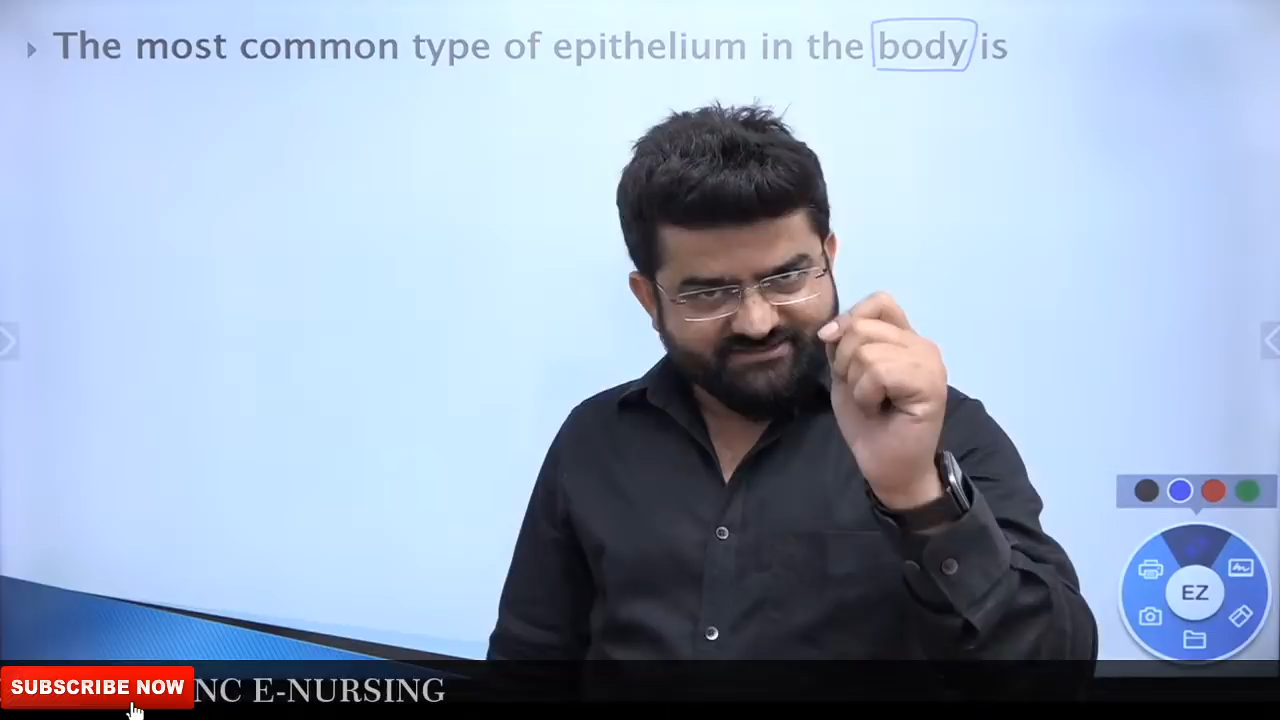 The most common type of epithelium in the body is
EZ
SUBSCRIBE NOW
NC E-NURSING